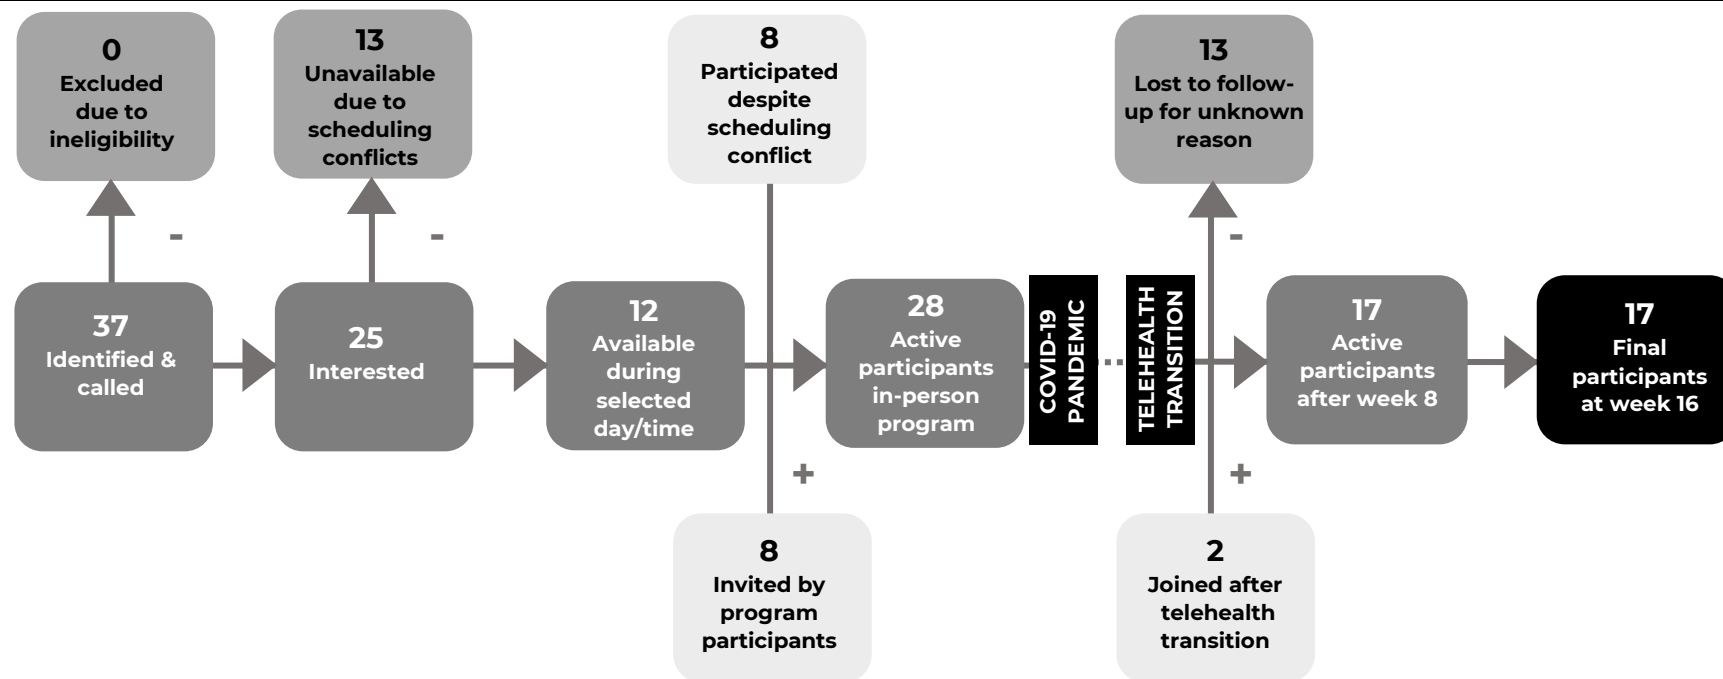 0
Excluded
due to
ineligibility
13
Unavailable
due to
scheduling
conflicts
8
Participated
despite
scheduling
conflict
13
Lost to follow-
up for unknown
reason
-
-
-
37
Identified &
called
25
Interested
12
Available
during
selected
day/time
28
Active
participants
in-person
program
COVID-19
PANDEMIC
TELEHEALTH
TRANSITION
17
Active
participants
after week 8
17
Final
participants
at week 16
+
+
8
Invited by
program
participants
2
Joined after
telehealth
transition